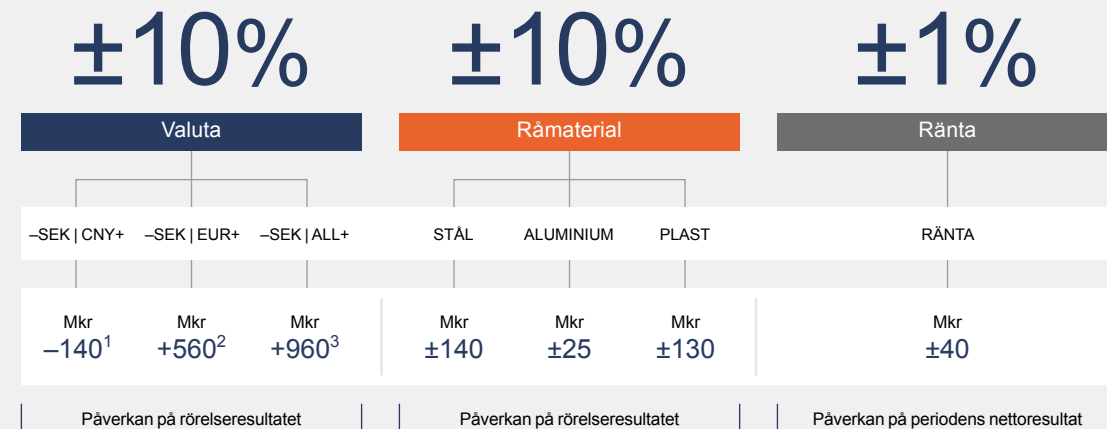 ±10% ±10% ±1%
Valuta Råmaterial Ränta
–SEK | CNY+ –SEK | EUR+ –SEK | ALL+ STÅL ALUMINIUM PLAST RÄNTA
Mkr Mkr Mkr Mkr Mkr Mkr Mkr
–140¹ +560² +960³ ±140 ±25 ±130 ±40
Påverkan på rörelseresultatet Påverkan på rörelseresultatet Påverkan på periodens nettoresultat